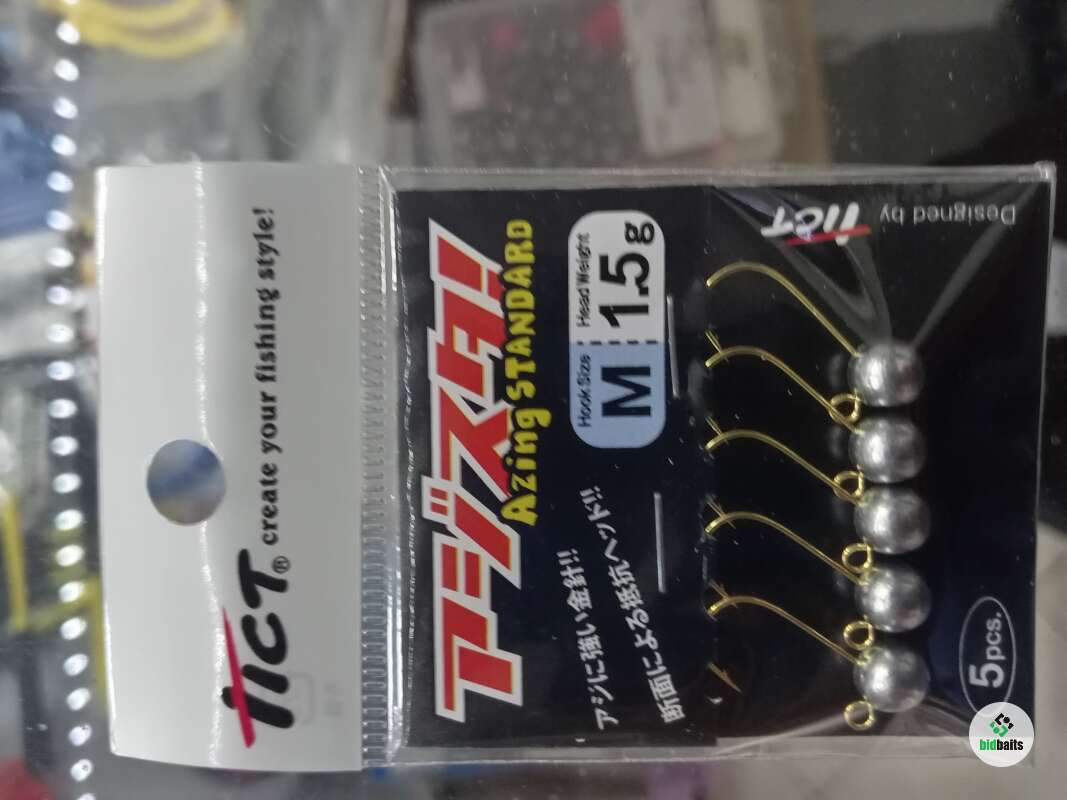 TICT® create your fishing style!
アジスタ!
Azing STANDARD
アジに強い金針!!
断面による抵抗ヘッド!!
Hook Size Head Weight
M 1.5g
Designed by TICT
5pcs.
bidbaits